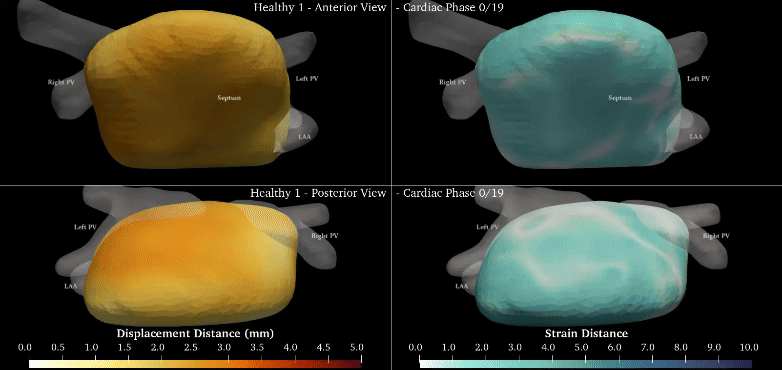 Healthy 1 - Anterior View
- Cardiac Phase 0/19
Right PV
Left PV
Septum
LAA
Left PV
Septum
LAA
Healthy 1 - Posterior View
- Cardiac Phase 0/19
Left PV
Right PV
LAA
Left PV
Right PV
LAA
Displacement Distance (mm)
0.0 0.5 1.0 1.5 2.0 2.5 3.0 3.5 4.0 4.5 5.0
Strain Distance
0.0 1.0 2.0 3.0 4.0 5.0 6.0 7.0 8.0 9.0 10.0